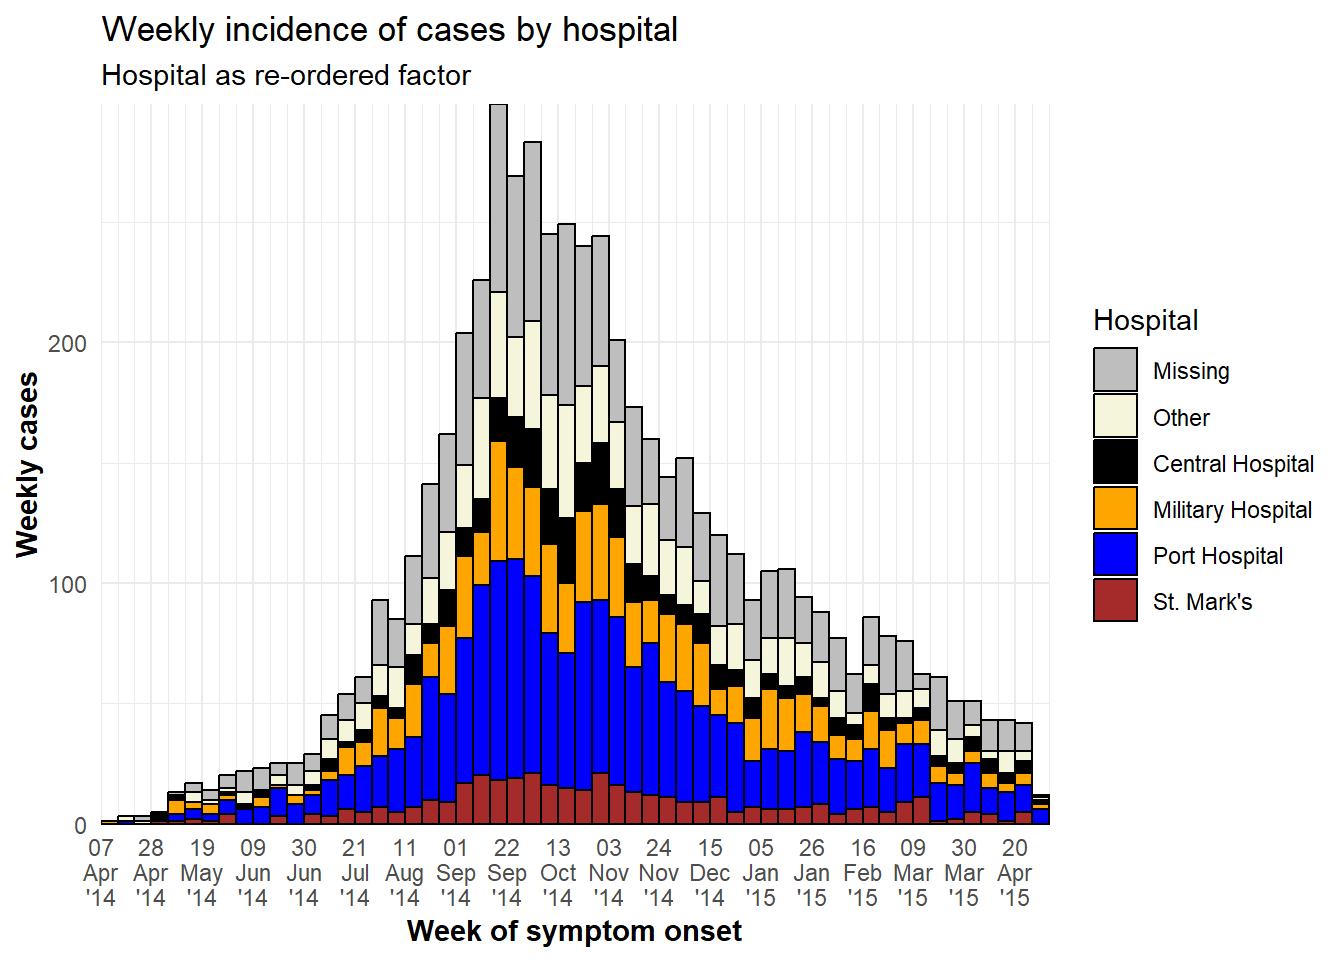 Weekly incidence of cases by hospital
Hospital as re-ordered factor
Weekly cases
200
100
0
07 28 19 09 30 21 11 01 22 13 03 24 15 05 26 16 09 30 20
Apr Apr May Jun Jun Jul Aug Sep Sep Oct Nov Nov Dec Jan Jan Feb Mar Mar Apr
'14 '14 '14 '14 '14 '14 '14 '14 '14 '14 '14 '14 '14 '15 '15 '15 '15 '15 '15
Week of symptom onset
Hospital
Missing
Other
Central Hospital
Military Hospital
Port Hospital
St. Mark's